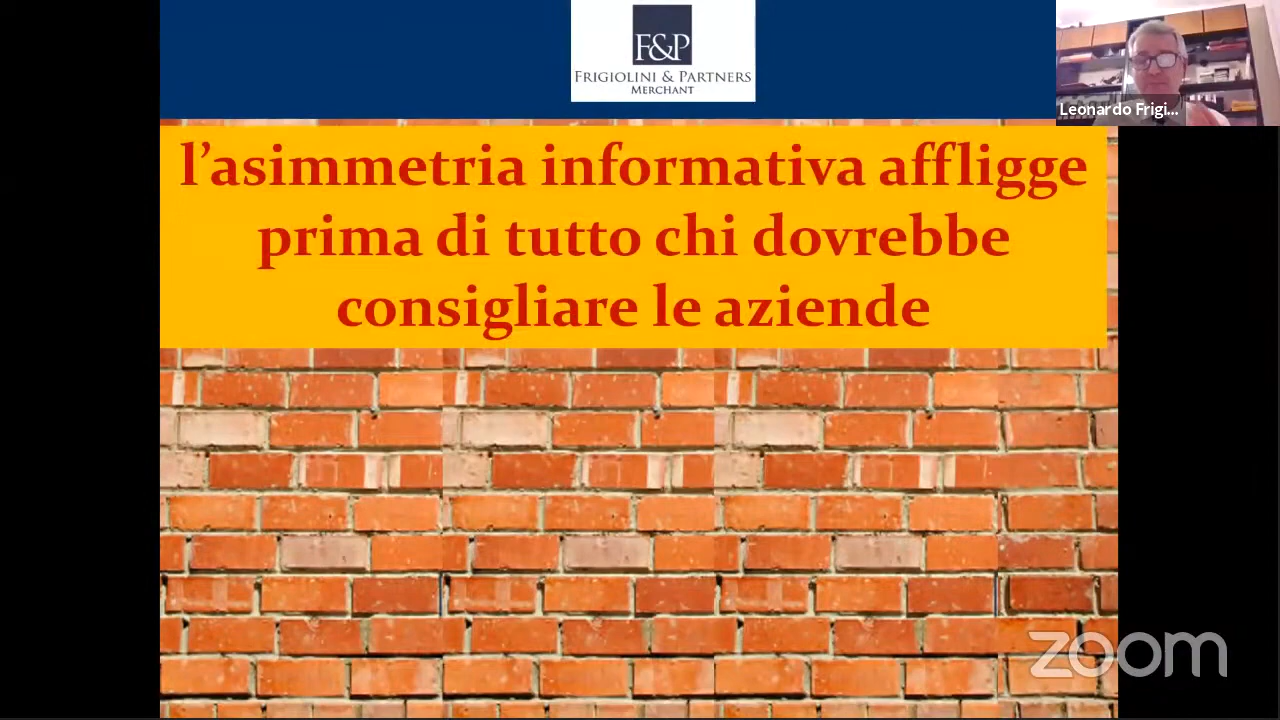 F&P
FRIGIOLINI & PARTNERS
MERCHANT
Leonardo Frigi...
l’asimmetria informativa affligge
prima di tutto chi dovrebbe
consigliare le aziende
zoom